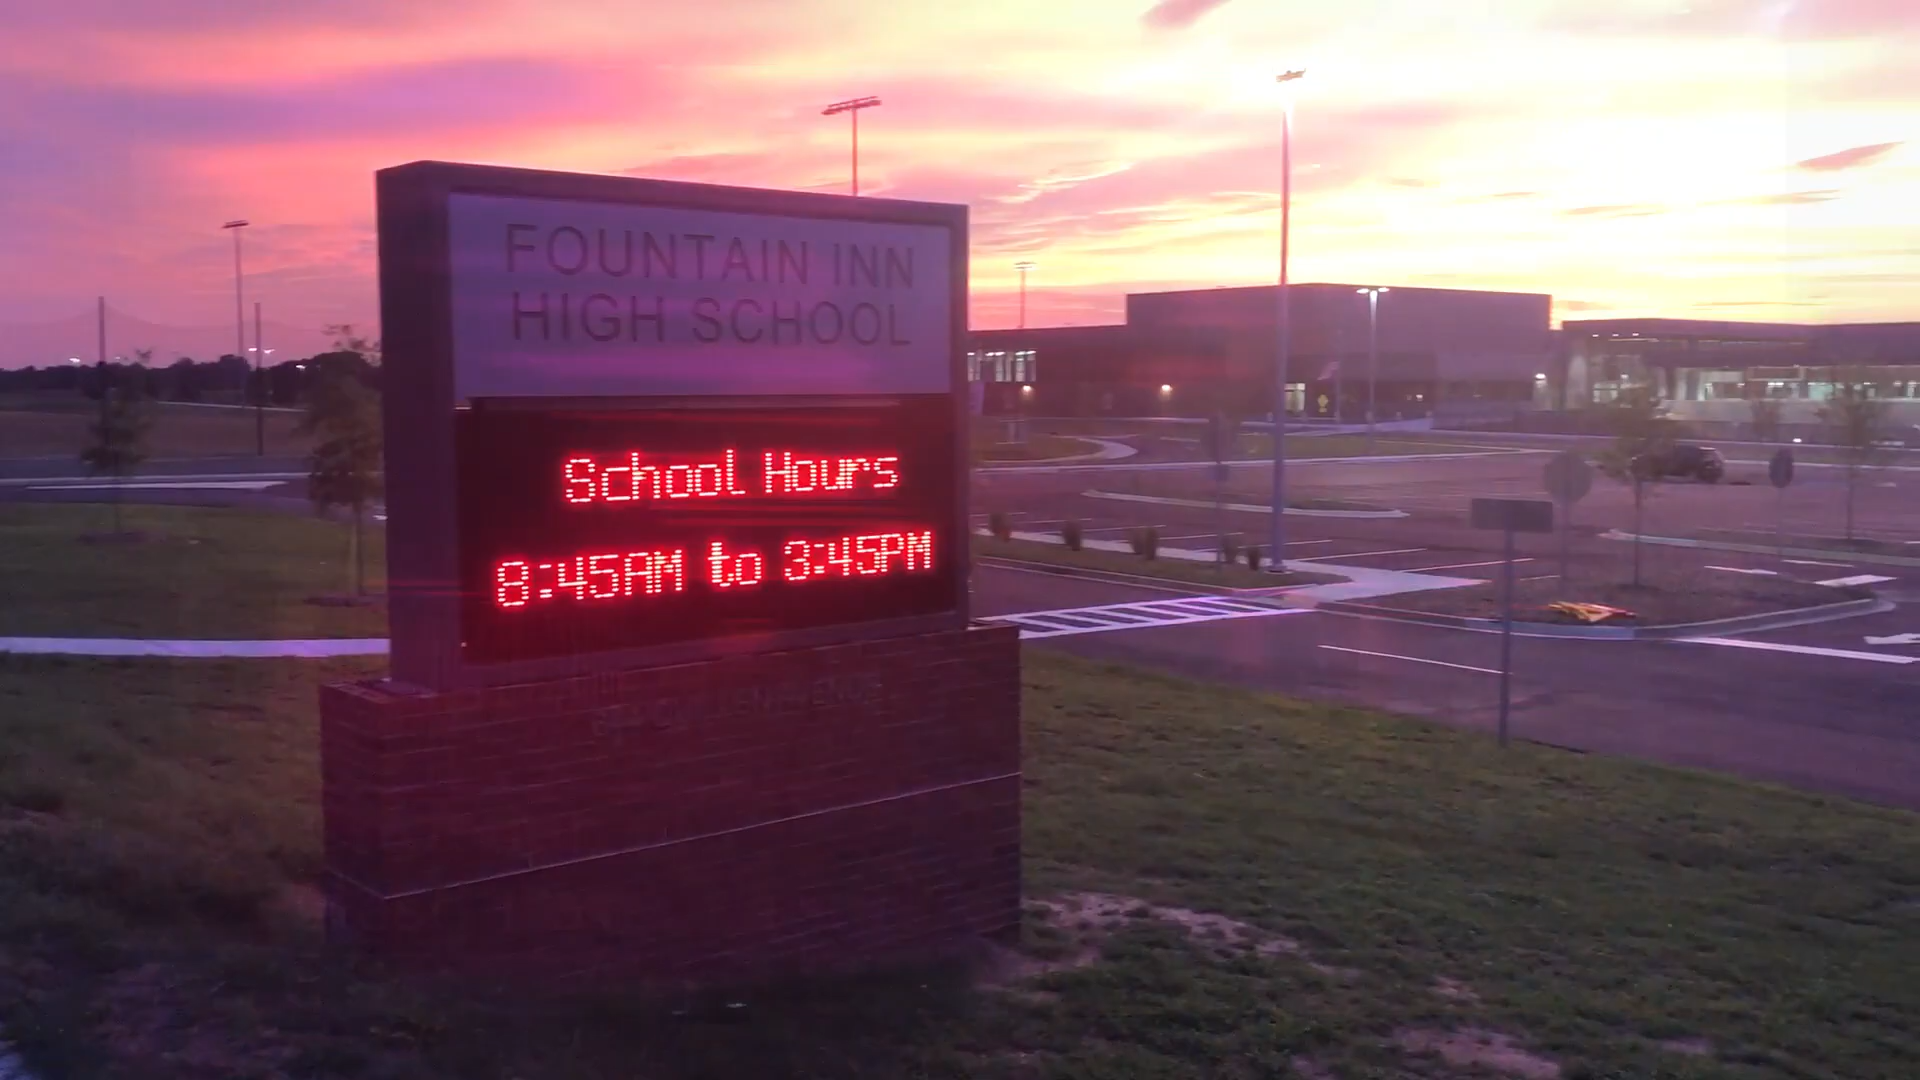 FOUNTAIN INN
HIGH SCHOOL
School Hours
8:45AM to 3:45PM